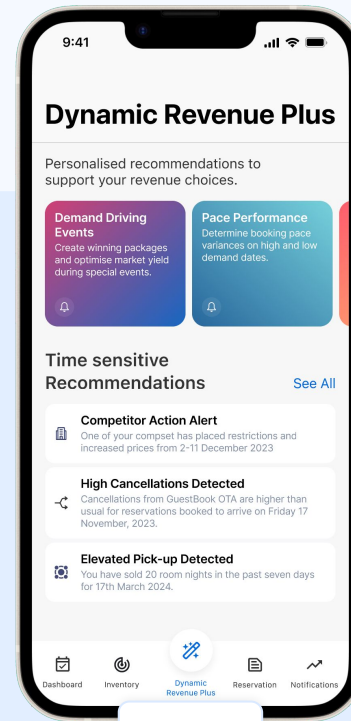 9:41
Dynamic Revenue Plus
Personalised recommendations to
support your revenue choices.
Demand Driving
Events
Create winning packages
and optimise market yield
during special events.
Pace Performance
Determine booking pace
variances on high and low
demand dates.
Time sensitive
Recommendations
See All
Competitor Action Alert
One of your compset has placed restrictions and
increased prices from 2-11 December 2023
High Cancellations Detected
Cancellations from GuestBook OTA are higher than
usual for reservations booked to arrive on Friday 17
November, 2023.
Elevated Pick-up Detected
You have sold 20 room nights in the past seven days
for 17th March 2024.
Dashboard
Inventory
Dynamic
Revenue Plus
Reservation
Notifications